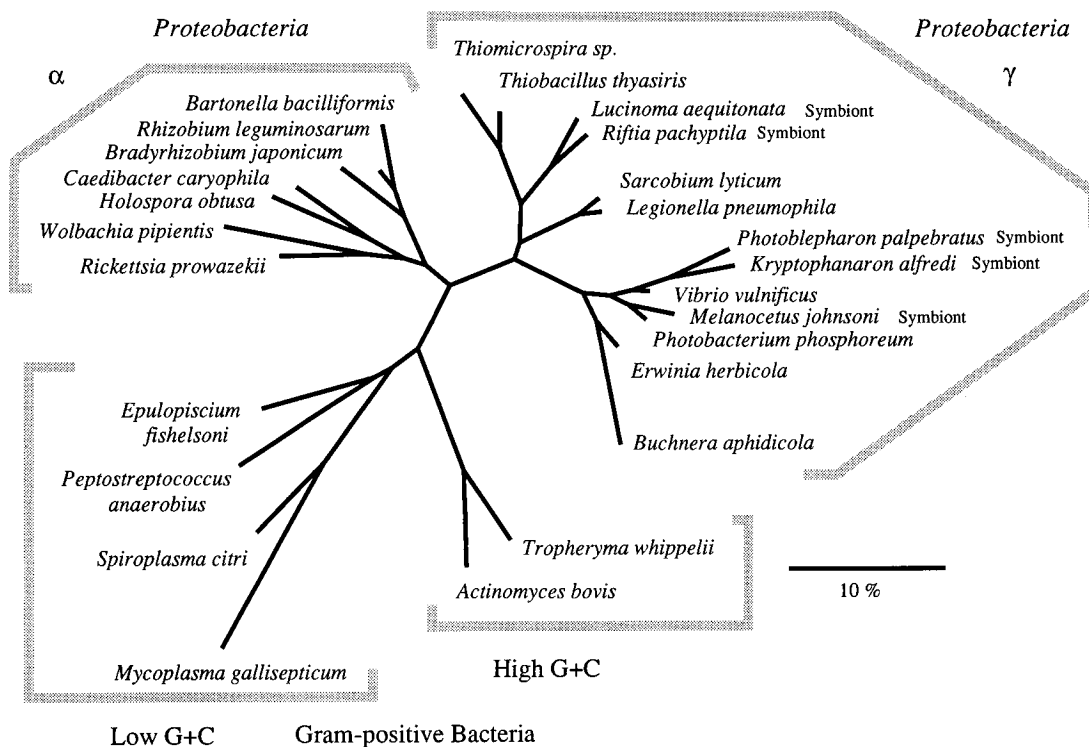 Proteobacteria
α
Bartonella bacilliformis
Rhizobium leguminosarum
Bradyrhizobium japonicum
Caedibacter caryophila
Holospora obtusa
Wolbachia pipientis
Rickettsia prowazekii
Proteobacteria
γ
Thiomicrospira sp.
Thiobacillus thyasiris
Lucinoma aequitonata Symbiont
Riftia pachyptila Symbiont
Sarcobium lyticum
Legionella pneumophila
Photoblepharon palpebratus Symbiont
Kryptophanaron alfredi Symbiont
Vibrio vulnificus
Melanocetus johnsoni Symbiont
Photobacterium phosphoreum
Erwinia herbicola
Buchnera aphidicola
Epulopiscium
fishelsoni
Peptostreptococcus
anaerobius
Spiroplasma citri
Mycoplasma gallisepticum
Tropheryma whippelii
Actinomyces bovis
10 %
High G+C
Low G+C Gram-positive Bacteria